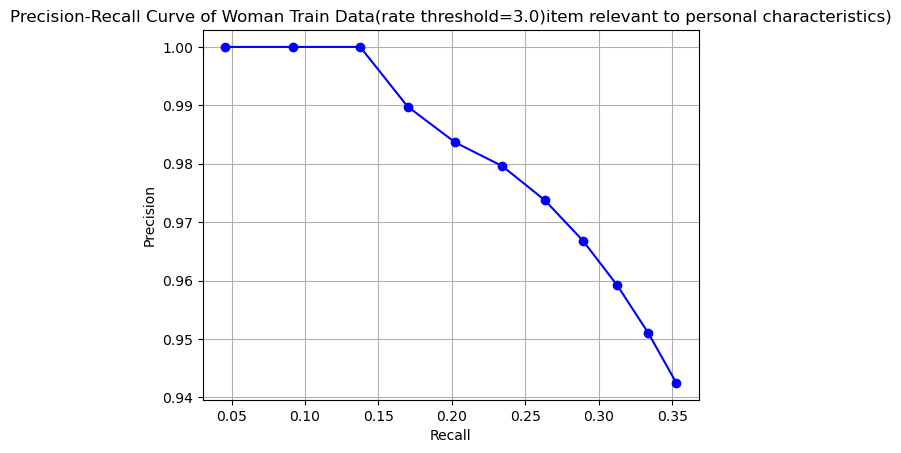 Precision-Recall Curve of Woman Train Data(rate threshold=3.0)item relevant to personal characteristics)
1.00
0.99
0.98
0.97
0.96
0.95
0.94
Precision
0.05 0.10 0.15 0.20 0.25 0.30 0.35
Recall